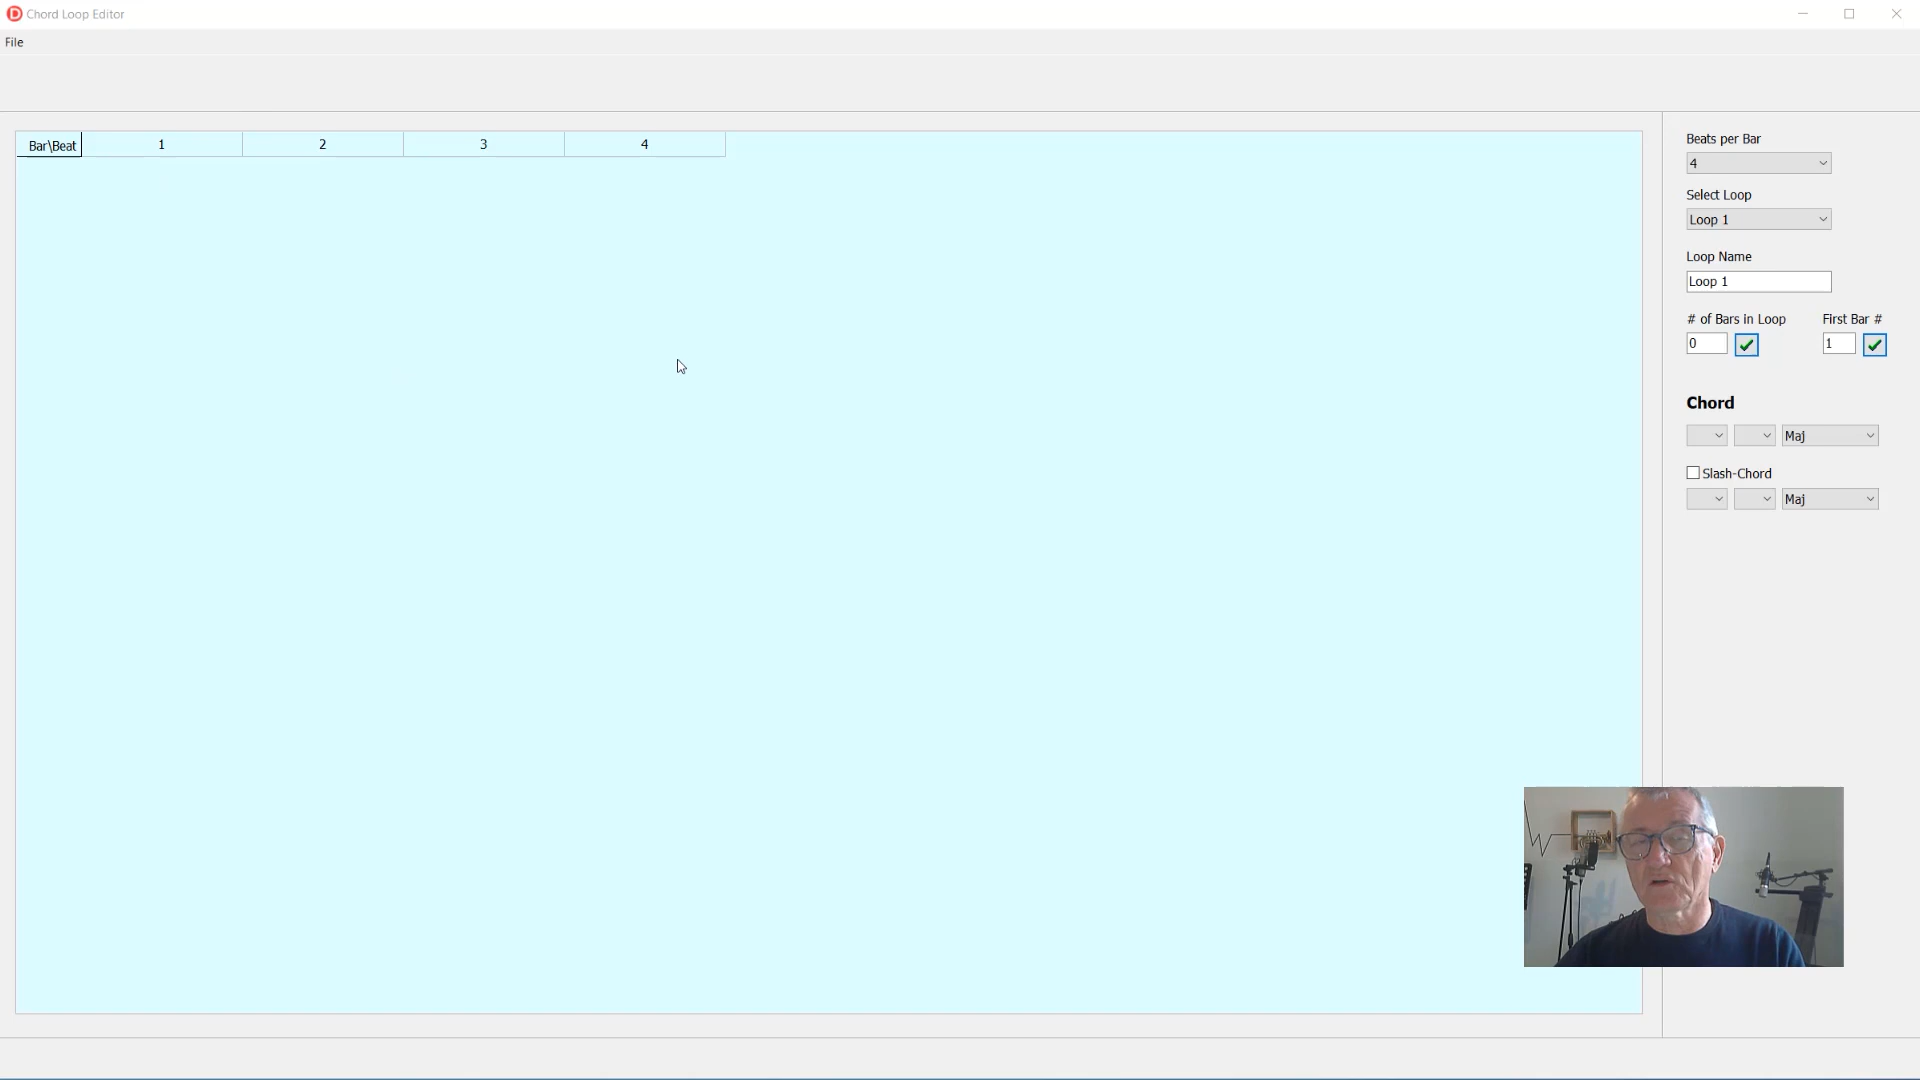 D Chord Loop Editor
File
Bar\Beat 1 2 3 4
Beats per Bar
4
Select Loop
Loop 1
Loop Name
Loop 1
# of Bars in Loop First Bar #
0 1
Chord
Maj
Slash-Chord
Maj